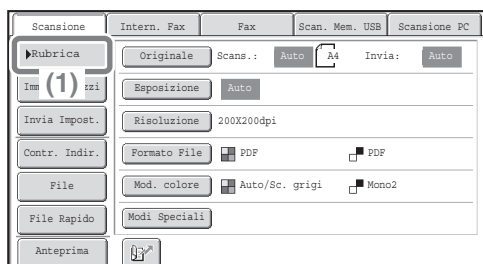 Scansione Intern. Fax Fax Scan. Mem. USB Scansione PC
Rubrica Originale Scans.: Auto A4 Invia: Auto
(1) zzi Esposizione Auto
Invia Impost. Risoluzione 200X200dpi
Contr. Indir. Formato File PDF PDF
File Mod. colore Auto/Sc. grigi Mono2
File Rapido Modi Speciali
Anteprima